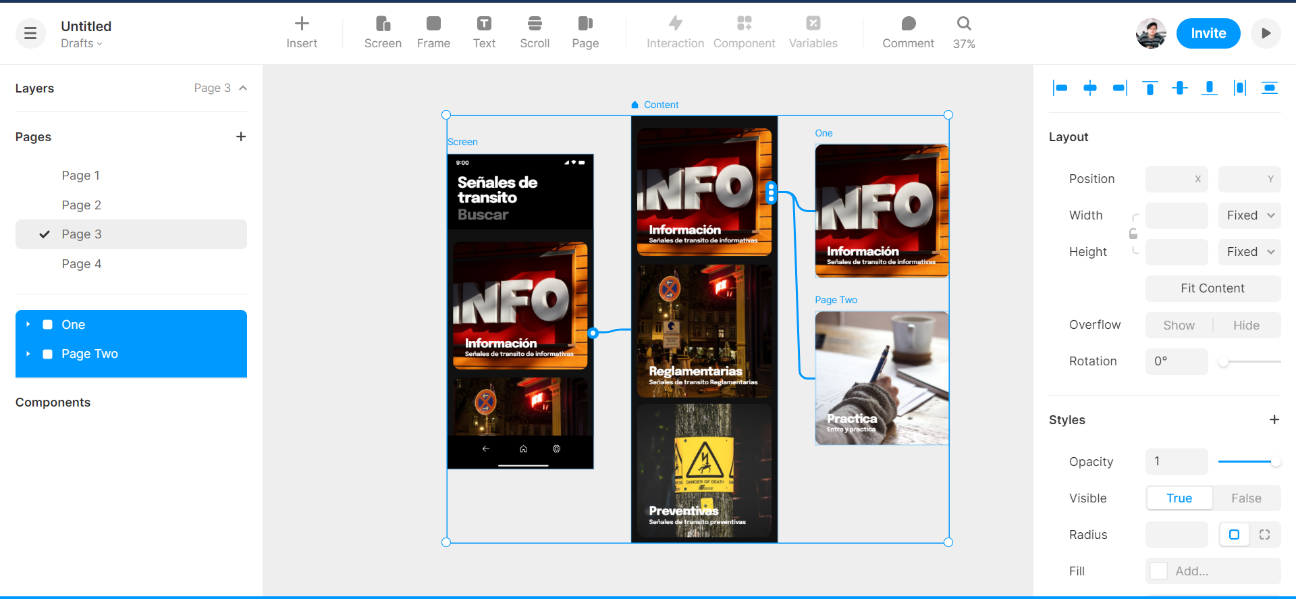 Untitled
Drafts
Insert
Screen
Frame
Text
Scroll
Page
Interaction
Component
Variables
Comment
37%
Invite
Layers
Page 3
Pages
Page 1
Page 2
Page 3
Page 4
One
Page Two
Components
Screen
9:00
Señales de
transito
Buscar
INFO
Información
Señales de transito de informativas
Content
INFO
Información
Señales de transito de informativas
Reglamentarias
Señales de transito Reglamentarias
DANGER OF DEATH
Preventivas
Señales de transito preventivas
One
INFO
Información
Señales de transito de informativas
Page Two
Practica
Entra y practica
Layout
Position
X
Y
Width
Fixed
Height
Fixed
Fit Content
Overflow
Show
Hide
Rotation
0°
Styles
Opacity
1
Visible
True
False
Radius
Fill
Add...